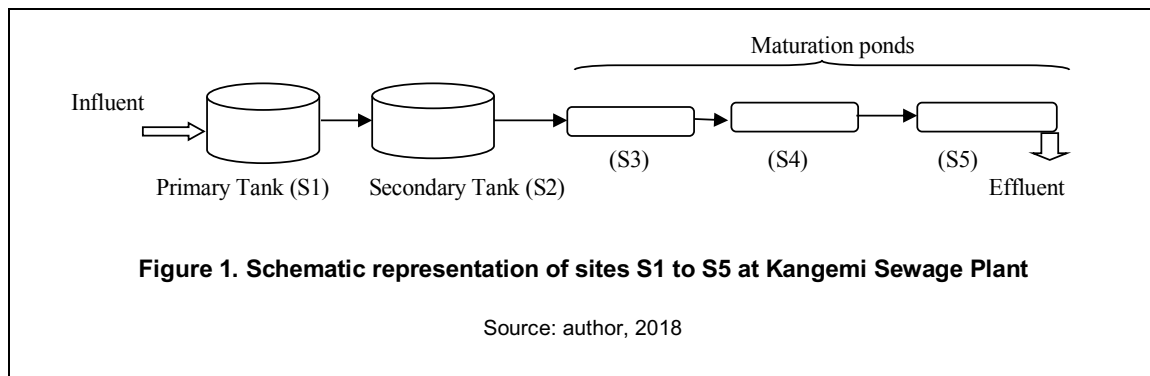 Maturation ponds
Influent
(S3) (S4) (S5)
Primary Tank (S1) Secondary Tank (S2) Effluent
Figure 1. Schematic representation of sites S1 to S5 at Kangemi Sewage Plant
Source: author, 2018